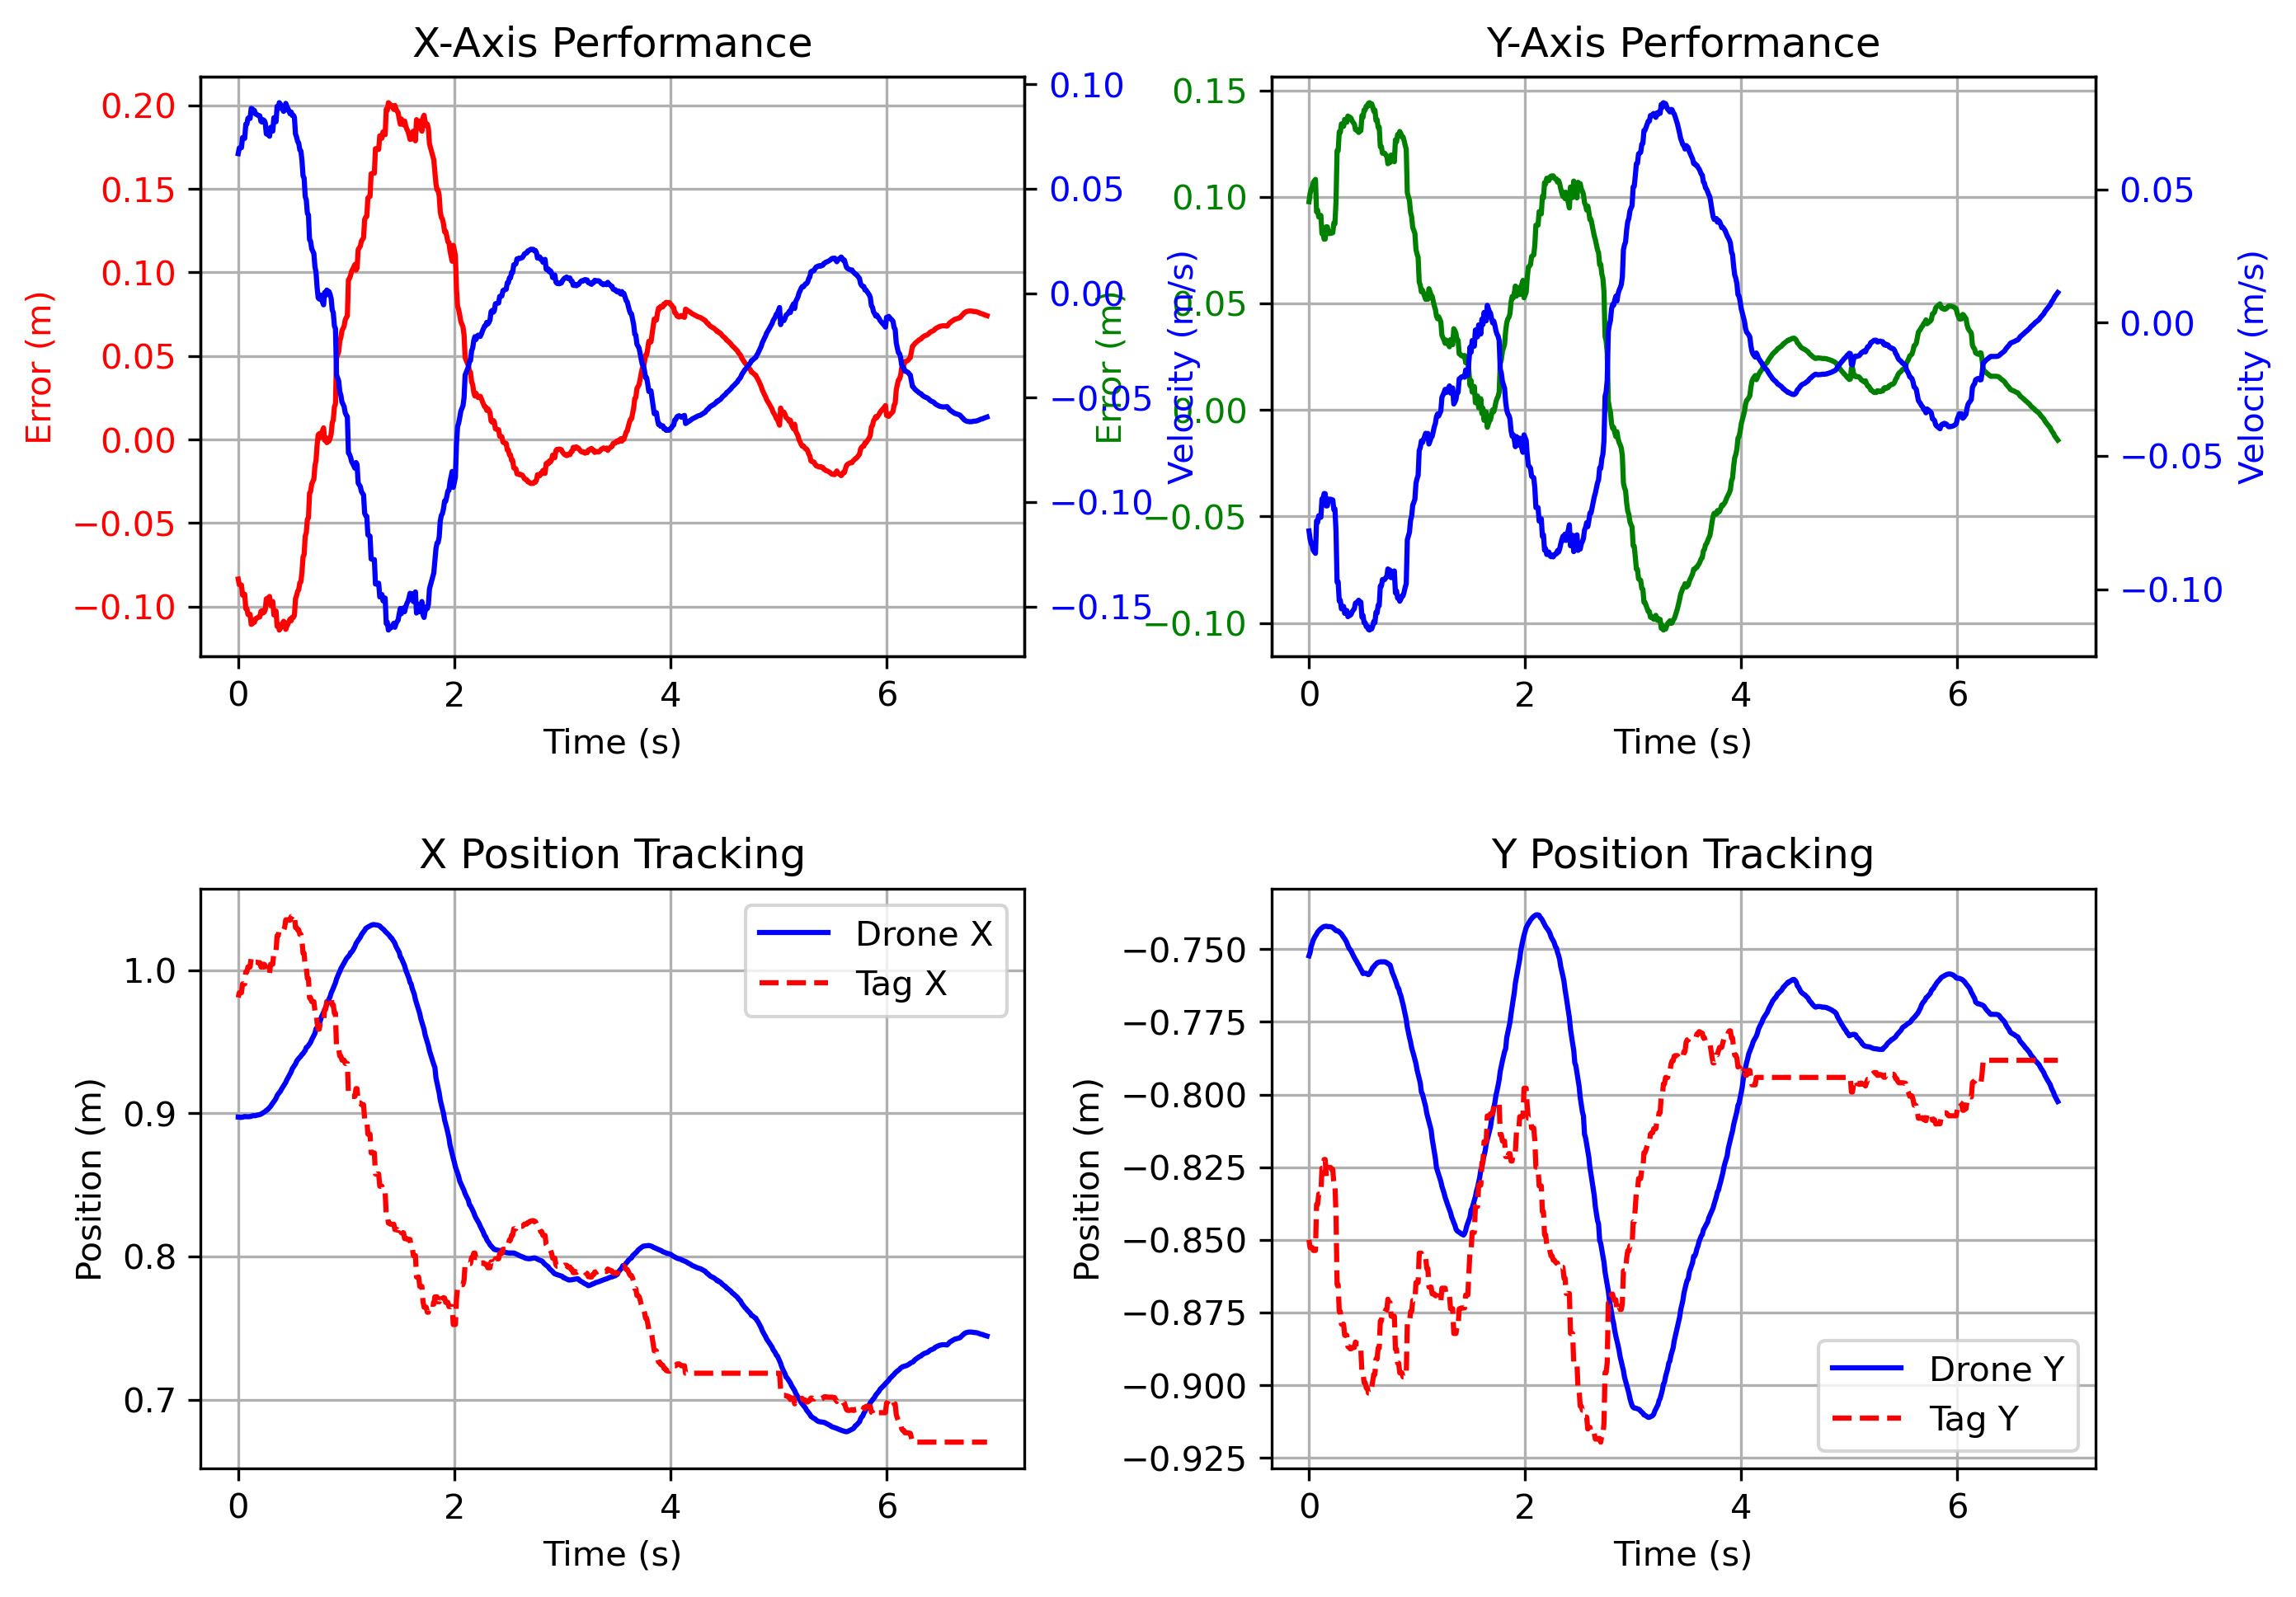 X-Axis Performance
0.20
0.15
0.10
0.05
0.00
−0.05
−0.10
Error (m)
0.10
0.05
0.00
−0.05
−0.10
−0.15
Velocity (m/s)
0 2 4 6
Time (s)
Y-Axis Performance
0.15
0.10
0.05
0.00
−0.05
−0.10
Error (m)
0.05
0.00
−0.05
−0.10
Velocity (m/s)
0 2 4 6
Time (s)
X Position Tracking
1.0
0.9
0.8
0.7
Position (m)
Drone X
Tag X
0 2 4 6
Time (s)
Y Position Tracking
−0.750
−0.775
−0.800
−0.825
−0.850
−0.875
−0.900
−0.925
Position (m)
Drone Y
Tag Y
0 2 4 6
Time (s)